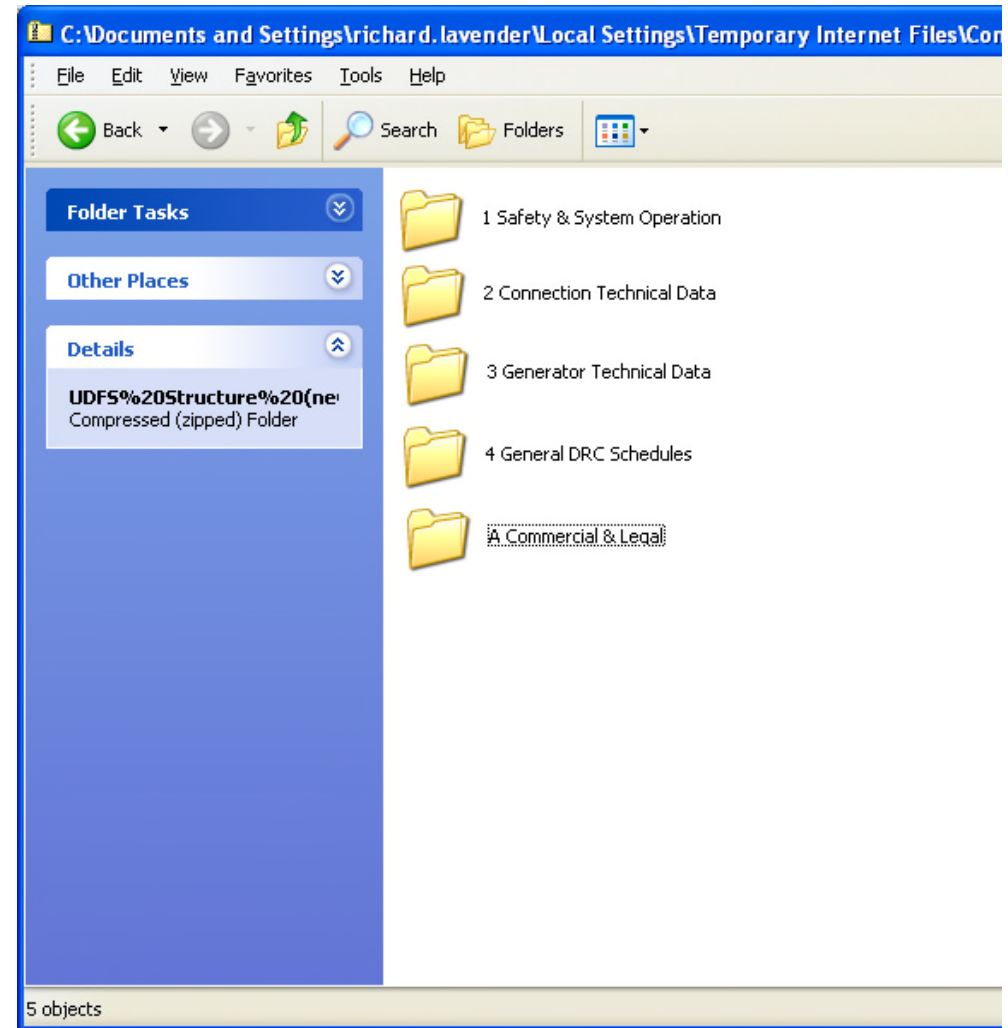 C:\Documents and Settings\richard.lavender\Local Settings\Temporary Internet Files\Con
File Edit View Favorites Tools Help
Back Search Folders
Folder Tasks
Other Places
Details
UDFS%20Structure%20(ne
Compressed (zipped) Folder
1 Safety & System Operation
2 Connection Technical Data
3 Generator Technical Data
4 General DRC Schedules
A Commercial & Legal
5 objects